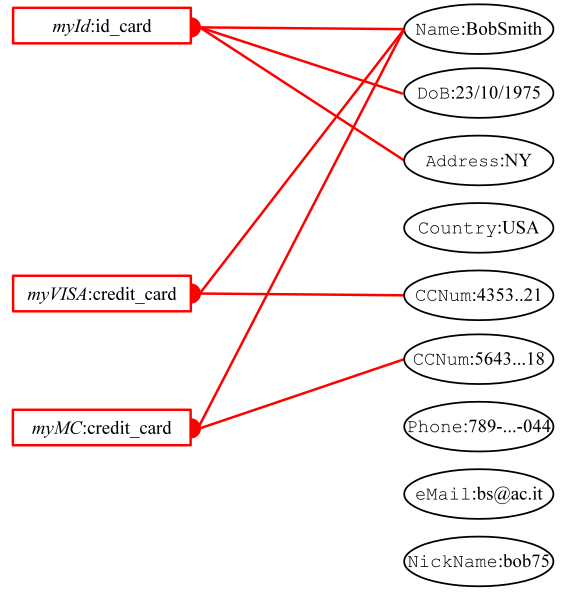 myId:id_card
Name:BobSmith
DoB:23/10/1975
Address:NY
Country:USA
myVISA:credit_card
CCNum:4353..21
CCNum:5643...18
myMC:credit_card
Phone:789-...-044
eMail:bs@ac.it
NickName:bob75